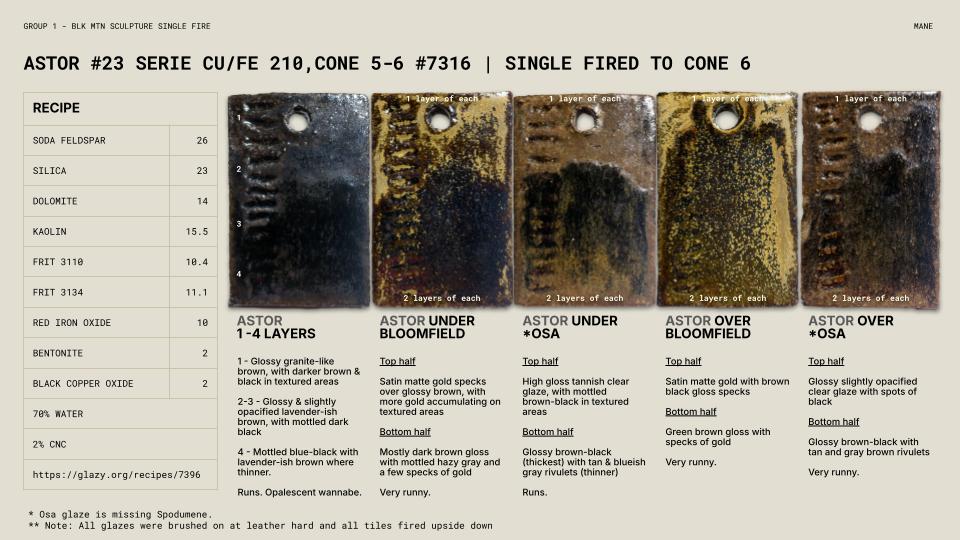 GROUP 1 - BLK MTN SCULPTURE SINGLE FIRE
MANE
ASTOR #23 SERIE CU/FE 210,CONE 5-6 #7316 | SINGLE FIRED TO CONE 6
RECIPE
SODA FELDSPAR 26
SILICA 23
DOLOMITE 14
KAOLIN 15.5
FRIT 3110 10.4
FRIT 3134 11.1
RED IRON OXIDE 10
BENTONITE 2
BLACK COPPER OXIDE 2
70% WATER
2% CNC
https://glazy.org/recipes/7396
1
2
3
4
1 layer of each
2 layers of each
1 layer of each
2 layers of each
1 layer of each
2 layers of each
1 layer of each
2 layers of each
ASTOR
1-4 LAYERS
1 - Glossy granite-like
brown, with darker brown &
black in textured areas
2-3 - Glossy & slightly
opacified lavender-ish
brown, with mottled dark
black
4 - Mottled blue-black with
lavender-ish brown where
thinner.
Runs. Opalescent wannabe.
ASTOR UNDER
BLOOMFIELD
Top half
Satin matte gold specks
over glossy brown, with
more gold accumulating on
textured areas
Bottom half
Mostly dark brown gloss
with mottled hazy gray and
a few specks of gold
Very runny.
ASTOR UNDER
*OSA
Top half
High gloss tannish clear
glaze, with mottled
brown-black in textured
areas
Bottom half
Glossy brown-black
(thickest) with tan & blueish
gray rivulets (thinner)
Runs.
ASTOR OVER
BLOOMFIELD
Top half
Satin matte gold with brown
black gloss specks
Bottom half
Green brown gloss with
specks of gold
Very runny.
ASTOR OVER
*OSA
Top half
Glossy slightly opacified
clear glaze with spots of
black
Bottom half
Glossy brown-black with
tan and gray brown rivulets
Very runny.
* Osa glaze is missing Spodumene.
** Note: All glazes were brushed on at leather hard and all tiles fired upside down